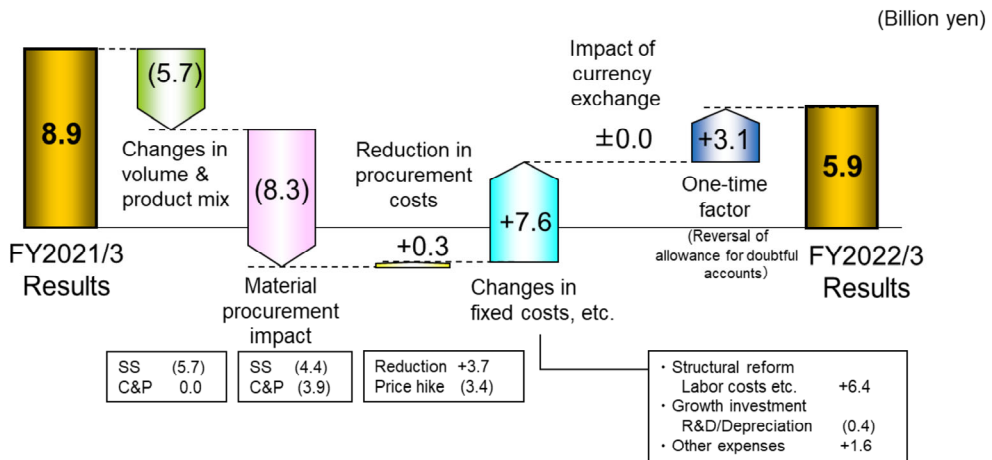 (Billion yen)
8.9
FY2021/3
Results
(5.7)
Changes in
volume &
product mix
(8.3)
Material
procurement
impact
Reduction in
procurement
costs
+0.3
+7.6
Changes in
fixed costs, etc.
Impact of
currency
exchange
±0.0
+3.1
One-time
factor
(Reversal of
allowance for doubtful
accounts)
5.9
FY2022/3
Results
SS (5.7)
C&P 0.0
SS (4.4)
C&P (3.9)
Reduction +3.7
Price hike (3.4)
・Structural reform
Labor costs etc. +6.4
・Growth investment
R&D/Depreciation (0.4)
・Other expenses +1.6